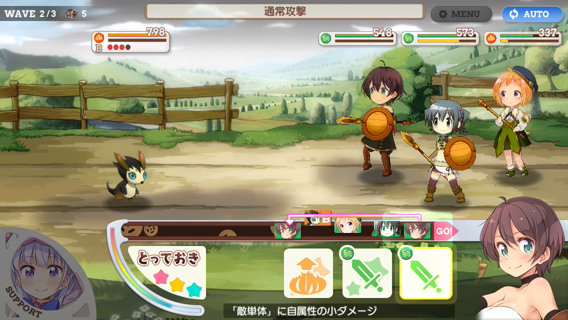 WAVE 2/3 5
通常攻撃
MENU
AUTO
798
548
573
337
GO!
とっておき
SUPPORT
「敵単体」に自属性の小ダメージ